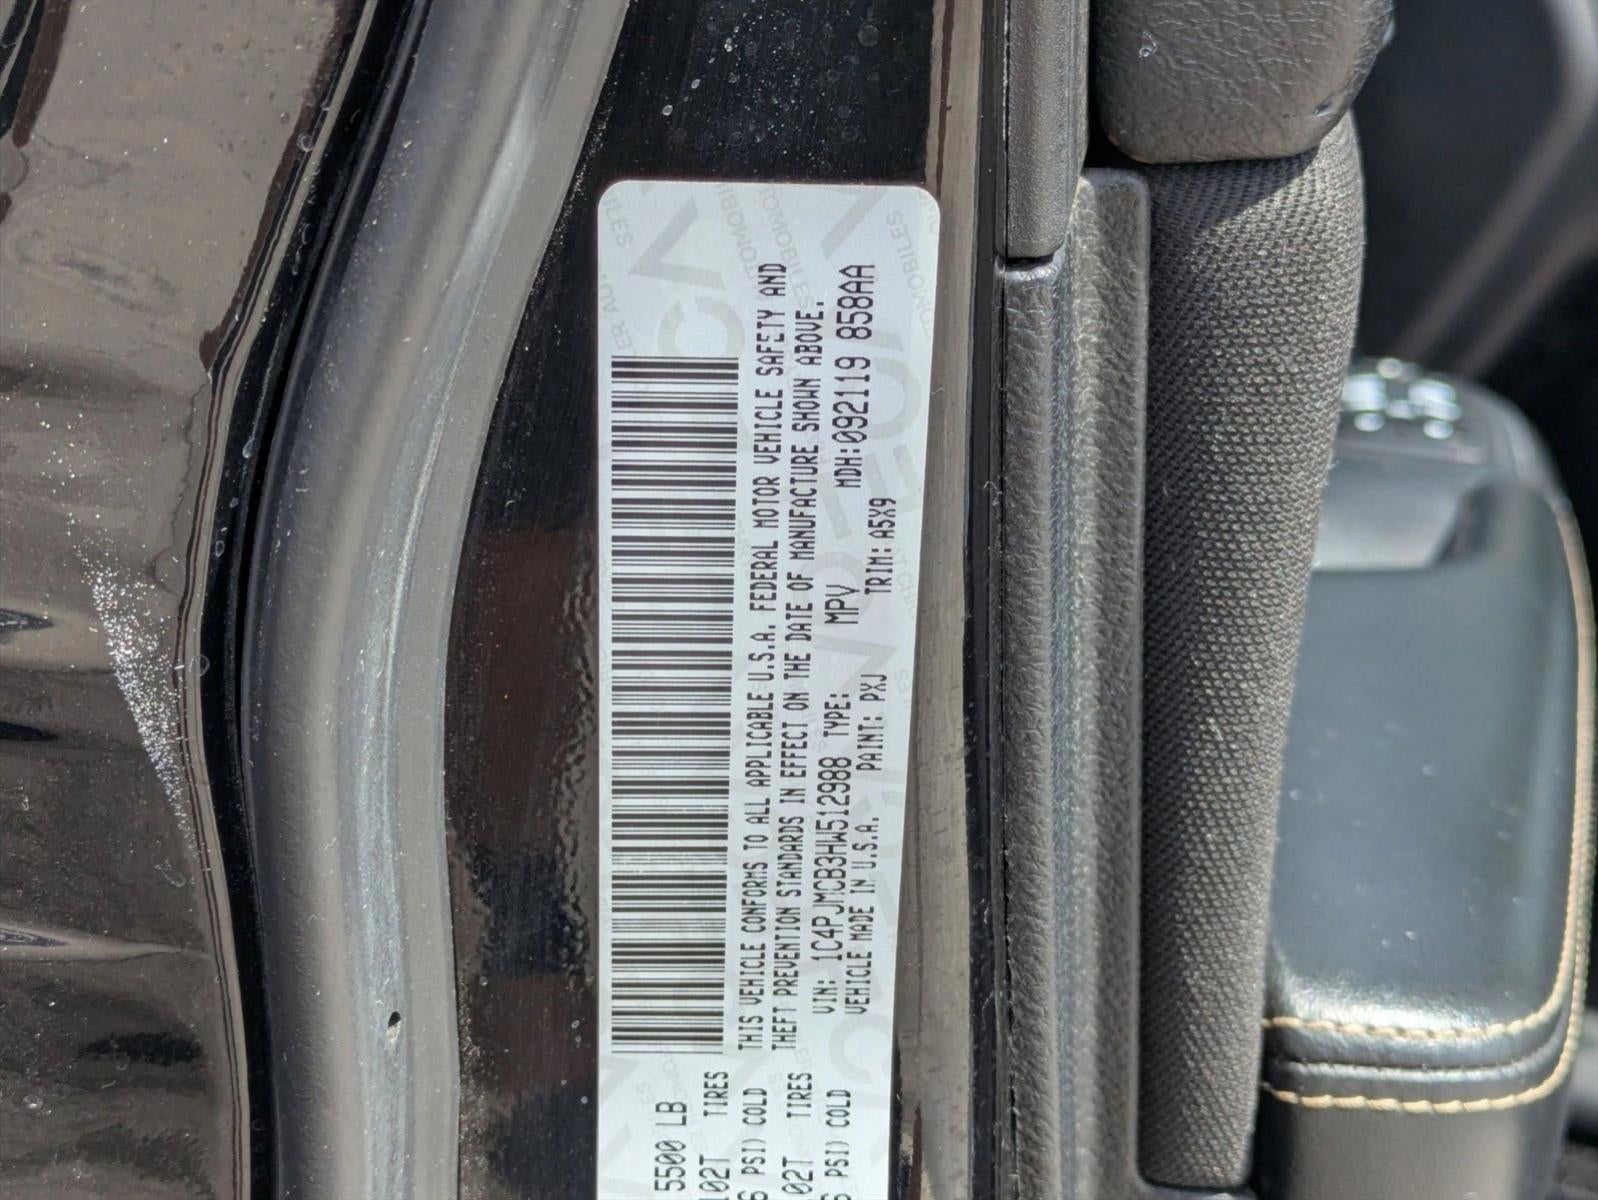 5500 LB
102T TIRES
6 PSI) COLD
02T TIRES
6 PSI) COLD
THIS VEHICLE CONFORMS TO ALL APPLICABLE U.S.A. FEDERAL MOTOR VEHICLE SAFETY AND
THEFT PREVENTION STANDARDS IN EFFECT ON THE DATE OF MANUFACTURE SHOWN ABOVE.
VIN: 1C4PJMCB3HW512988 TYPE: MPV MDH:092119 858AA
VEHICLE MADE IN U.S.A. PAINT: PXJ TRIM: A5X9